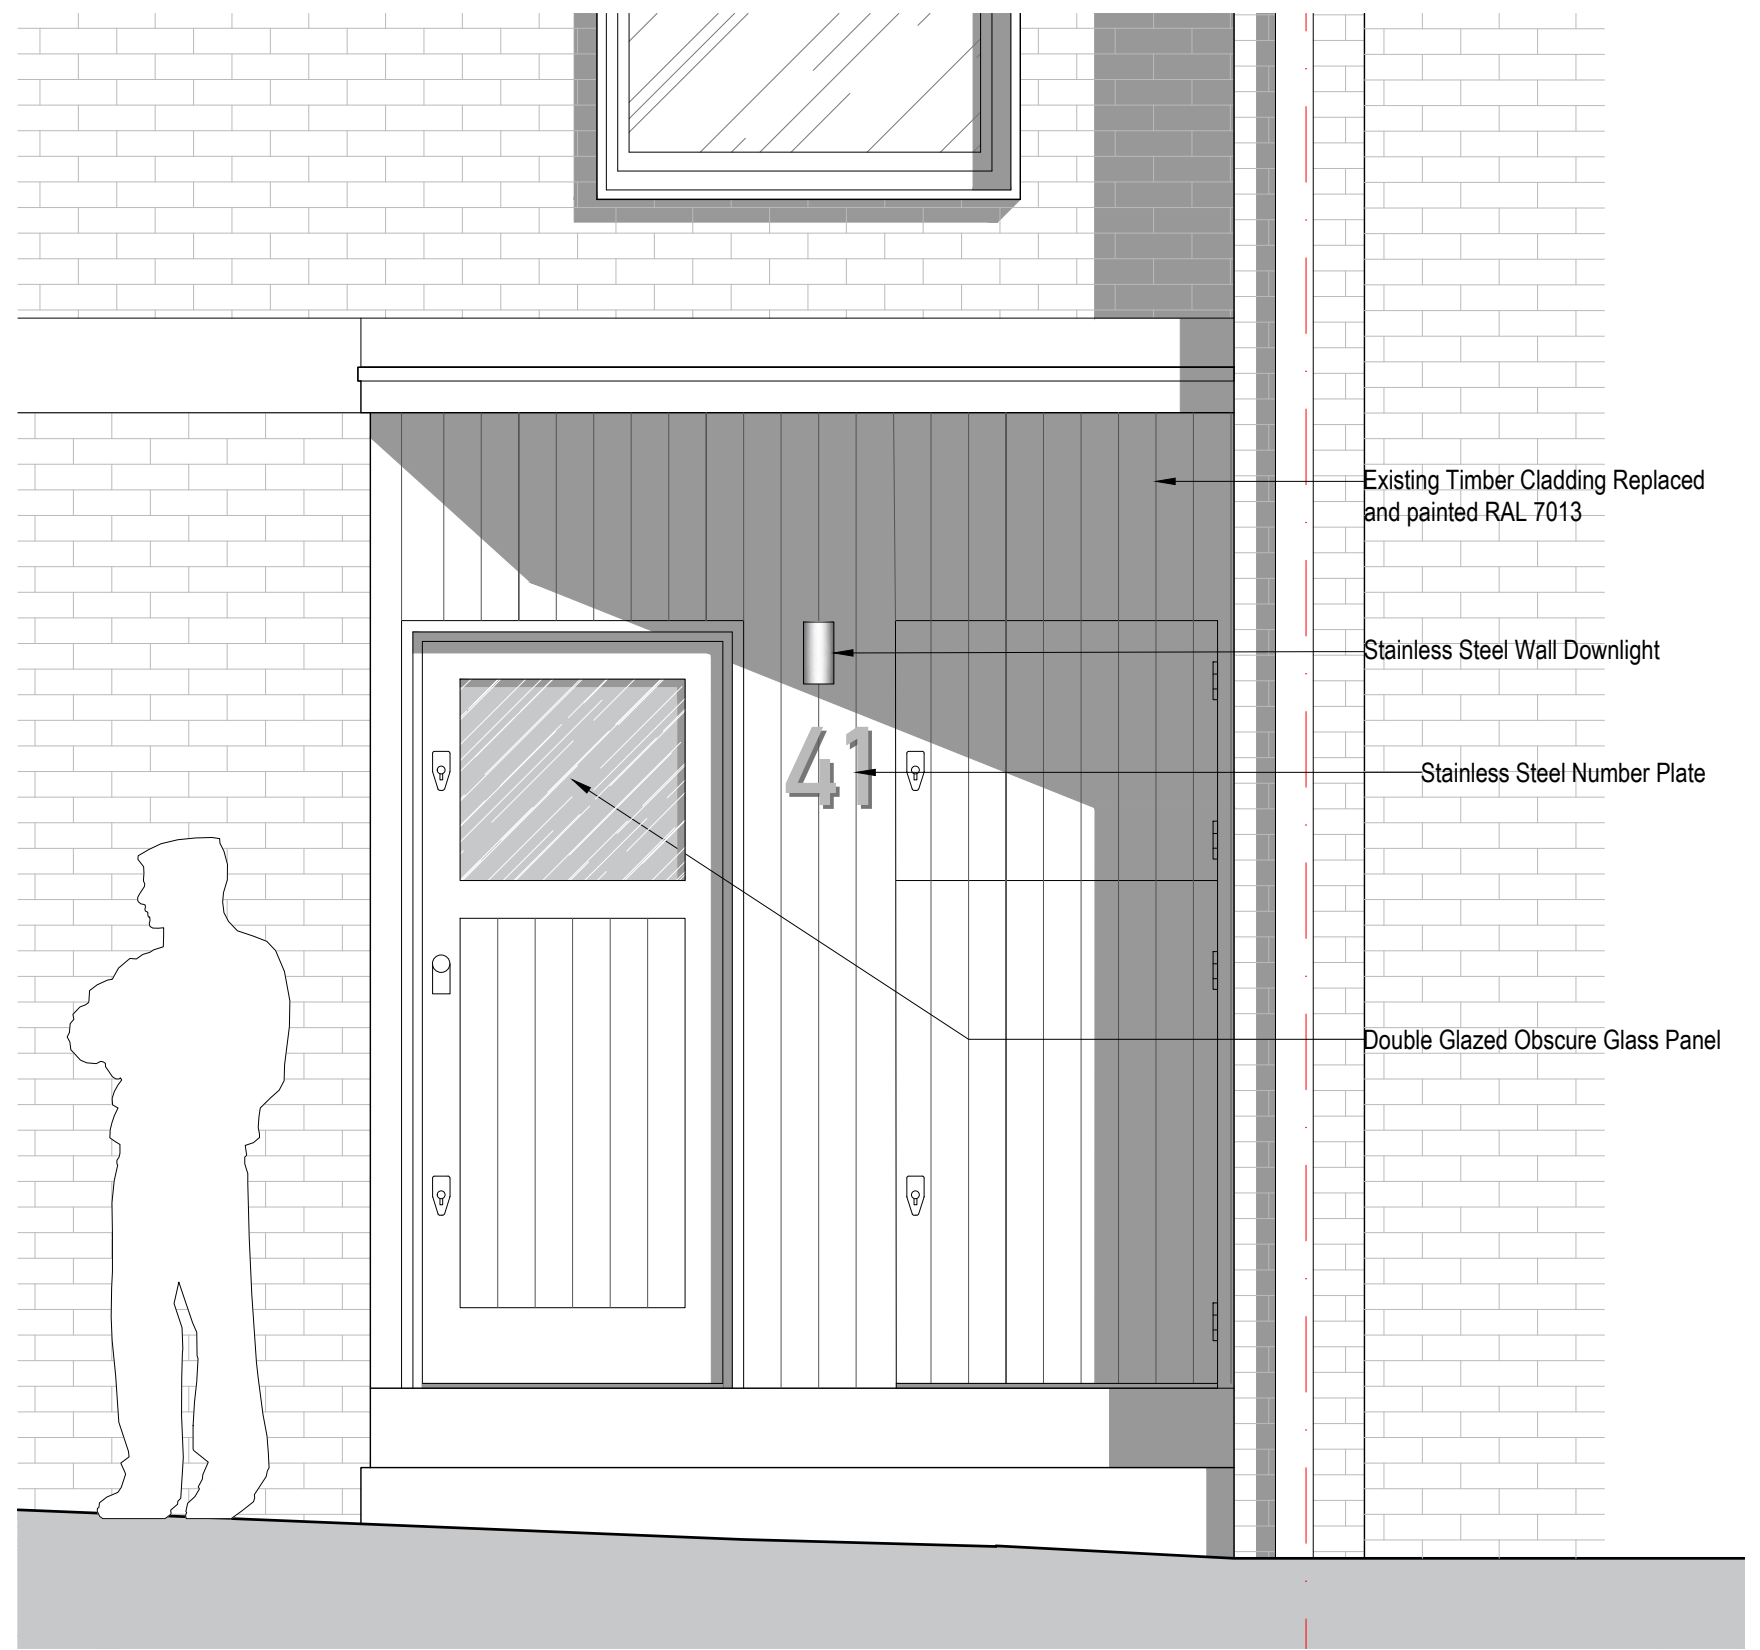 Existing Timber Cladding Replaced
and painted RAL 7013
Stainless Steel Wall Downlight
41
Stainless Steel Number Plate
Double Glazed Obscure Glass Panel